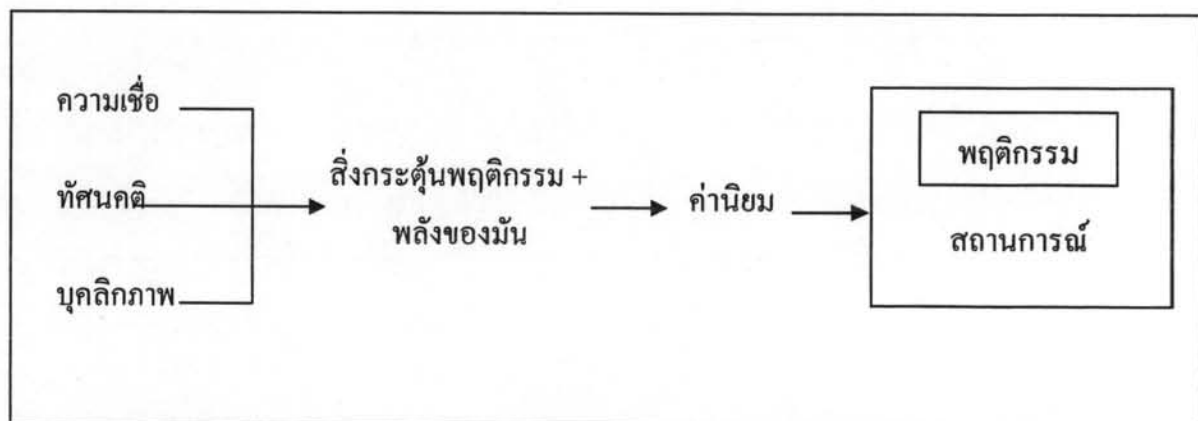 ความเชื่อ
ทัศนคติ
บุคลิกภาพ
สิ่งกระตุ้นพฤติกรรม +
พลังของมัน
ค่านิยม
พฤติกรรม
สถานการณ์